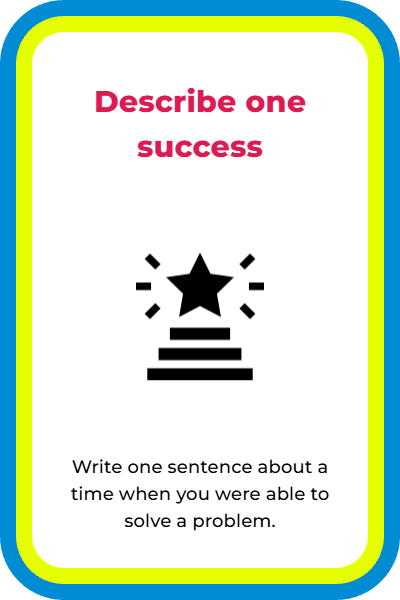 Describe one
success
Write one sentence about a
time when you were able to
solve a problem.